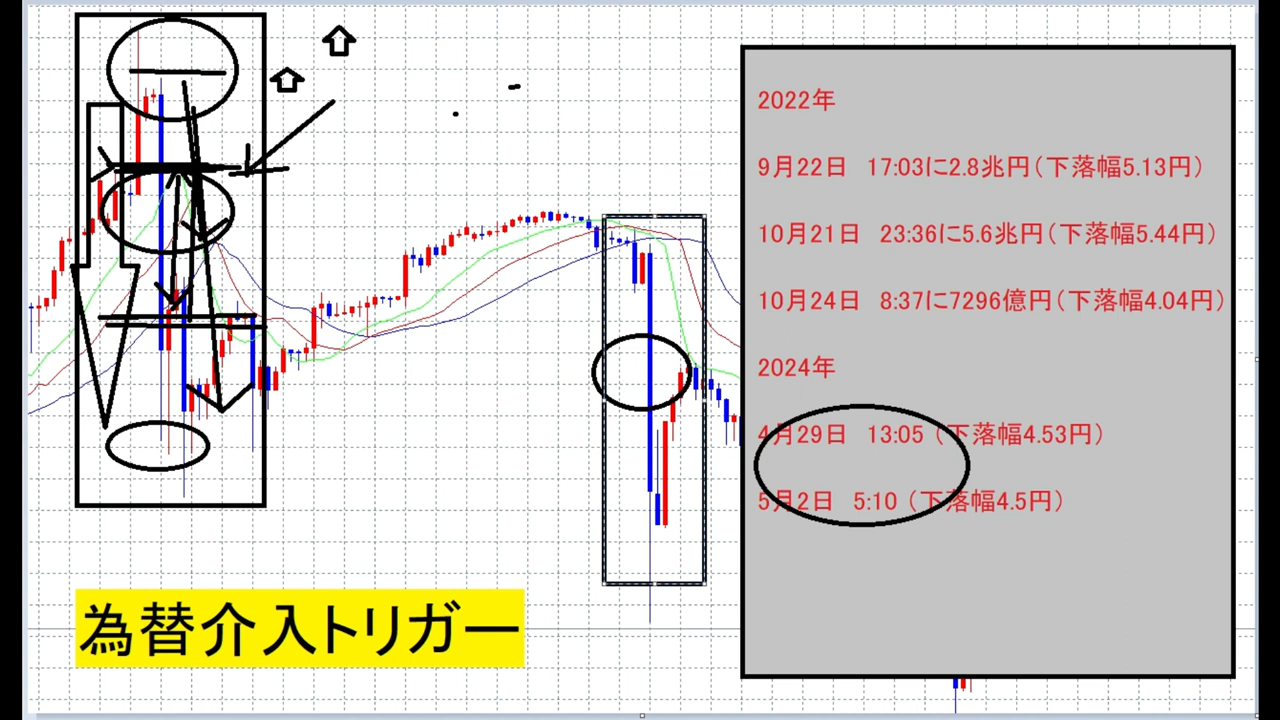 2022年
9月22日 17:03に2.8兆円（下落幅5.13円）
10月21日 23:36に5.6兆円（下落幅5.44円）
10月24日 8:37に7296億円（下落幅4.04円）
2024年
4月29日 13:05（下落幅4.53円）
5月2日 5:10（下落幅4.5円）
為替介入トリガー